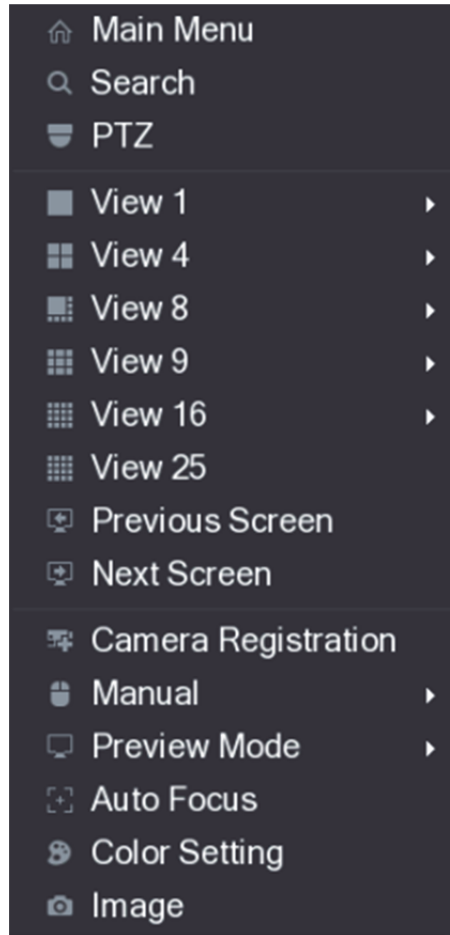 Main Menu
Search
PTZ
View 1
View 4
View 8
View 9
View 16
View 25
Previous Screen
Next Screen
Camera Registration
Manual
Preview Mode
Auto Focus
Color Setting
Image